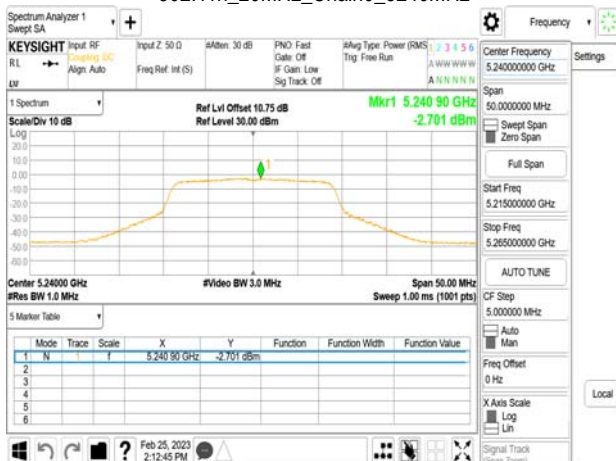 Spectrum Analyzer 1
Swept SA
Frequency
KEYSIGHT
RL
Input: RF
Coupling: DC
Align: Auto
Input Z: 50 Ω
Freq Ref: Int (S)
#Atten: 30 dB
PNO: Fast
Gate: Off
IF Gain: Low
Sig Track: Off
#Avg Type: Power (RMS)
Trig: Free Run
1 2 3 4 5 6
A W W W W W
A N N N N N
1 Spectrum
Scale/Div 10 dB
Ref Lvl Offset 10.75 dB
Ref Level 30.00 dBm
Mkr1 5.240 90 GHz
-2.701 dBm
Log
20.0
10.0
0.00
-10.0
-20.0
-30.0
-40.0
-50.0
-60.0
1
Center 5.24000 GHz
#Res BW 1.0 MHz
#Video BW 3.0 MHz
Span 50.00 MHz
Sweep 1.00 ms (1001 pts)
5 Marker Table
Mode Trace Scale X Y Function Function Width Function Value
1 N 1 f 5.240 90 GHz -2.701 dBm
2
3
4
5
6
Feb 25, 2023
2:12:45 PM
Center Frequency
5.240000000 GHz
Settings
Span
50.0000000 MHz
Swept Span
Zero Span
Full Span
Start Freq
5.215000000 GHz
Stop Freq
5.265000000 GHz
AUTO TUNE
CF Step
5.000000 MHz
Auto
Man
Freq Offset
0 Hz
X Axis Scale
Log
Lin
Local
Signal Track